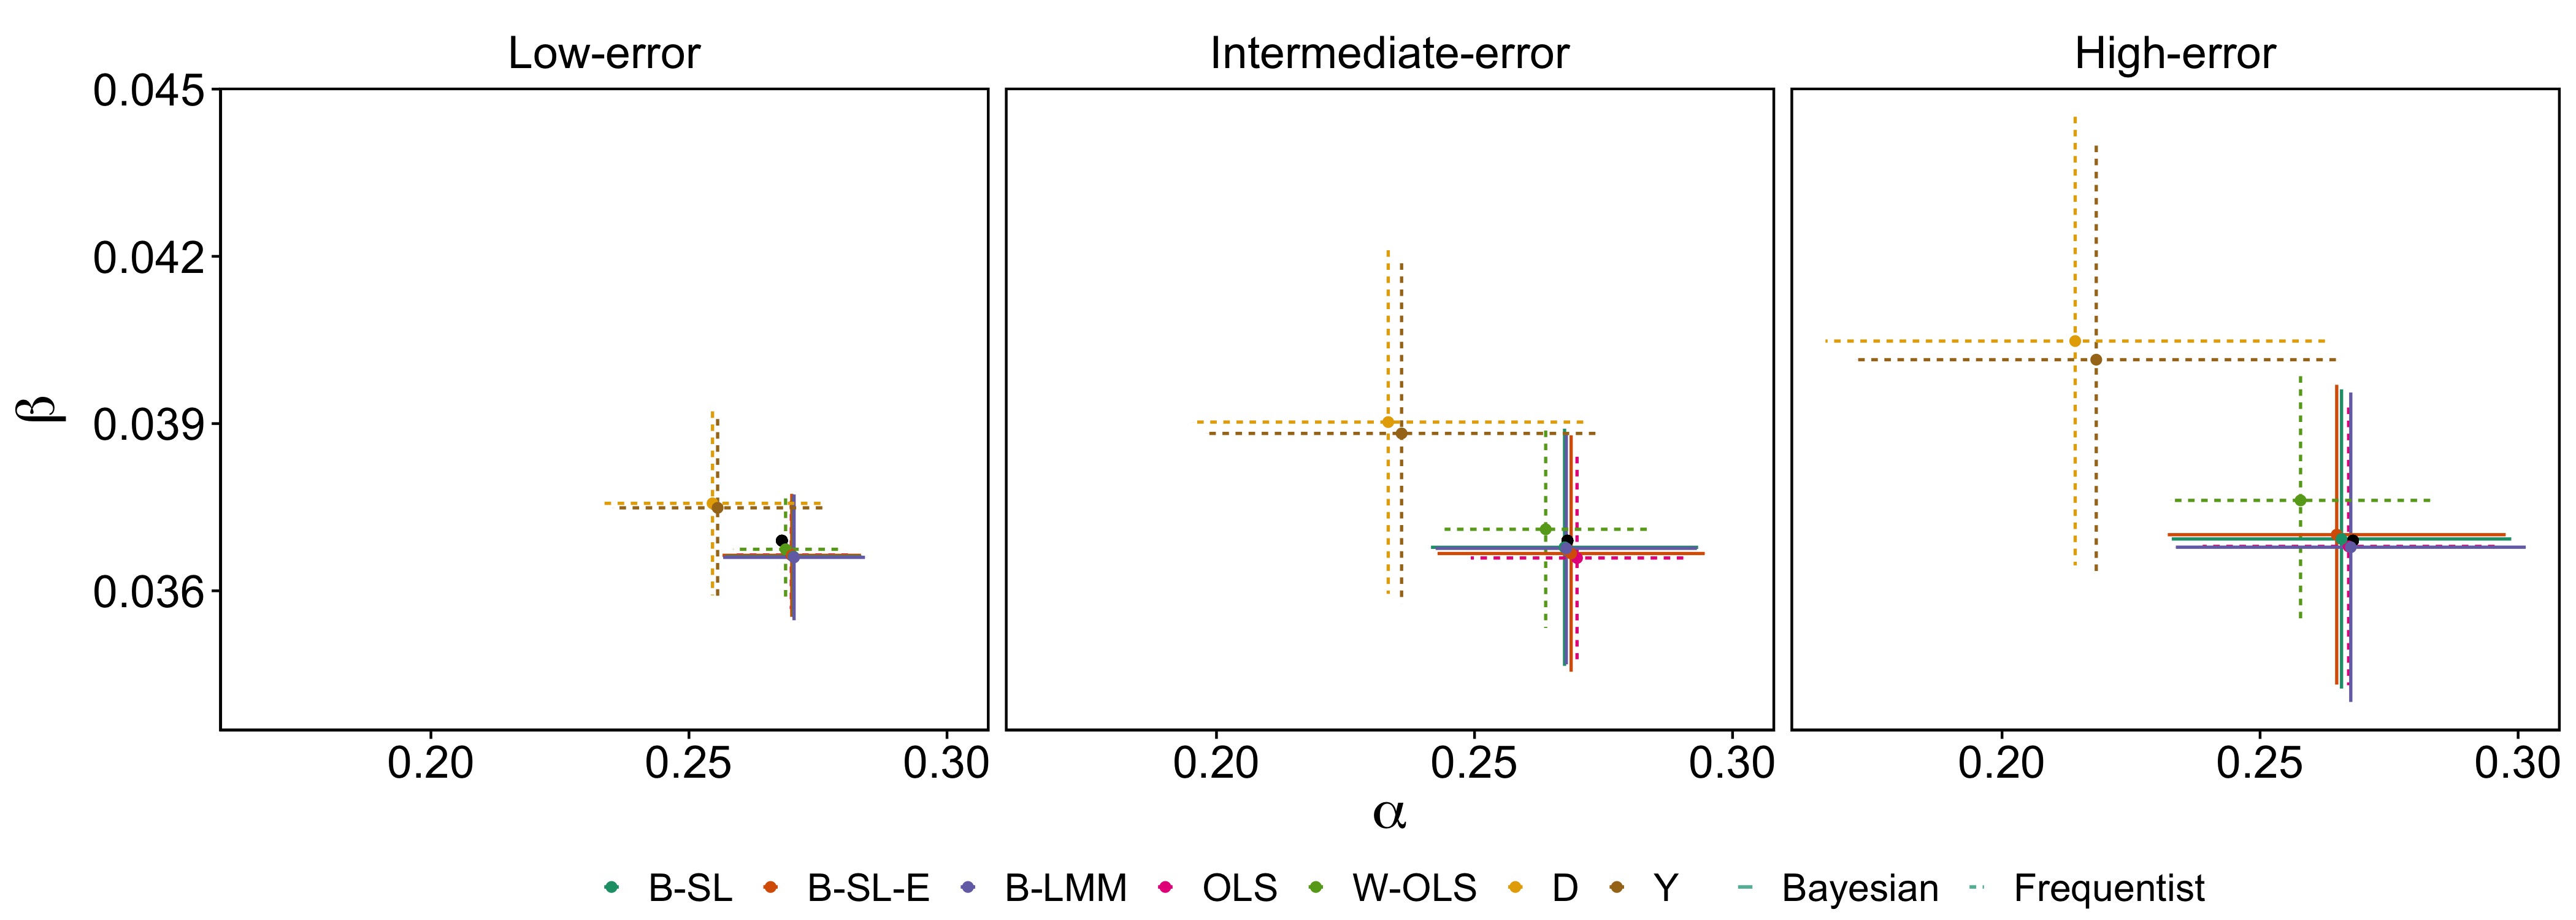 Low-error Intermediate-error High-error
0.045
0.042
0.039
0.036
β
0.20 0.25 0.30 0.20 0.25 0.30 0.20 0.25 0.30
α
B-SL B-SL-E B-LMM OLS W-OLS D Y Bayesian Frequentist